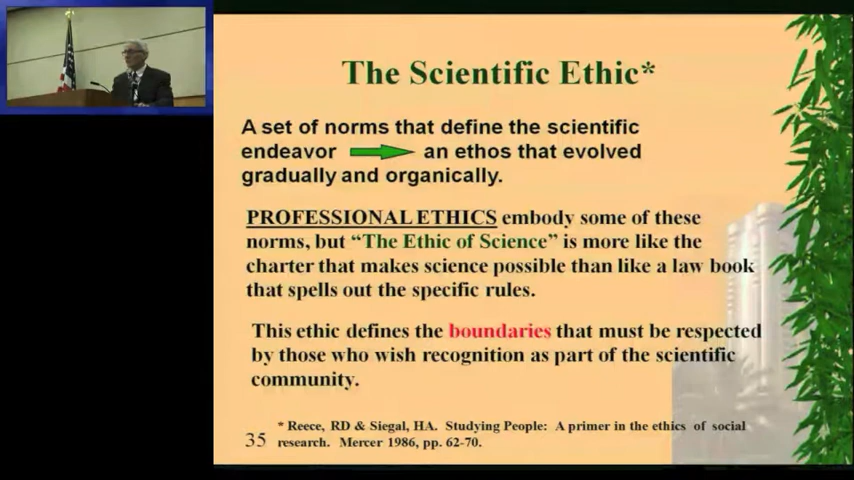 The Scientific Ethic*
A set of norms that define the scientific
endeavor an ethos that evolved
gradually and organically.
PROFESSIONAL ETHICS embody some of these
norms, but “The Ethic of Science” is more like the
charter that makes science possible than like a law book
that spells out the specific rules.
This ethic defines the boundaries that must be respected
by those who wish recognition as part of the scientific
community.
* Reece, RD & Siegal, HA. Studying People: A primer in the ethics of social
research. Mercer 1986, pp. 62-70.
35